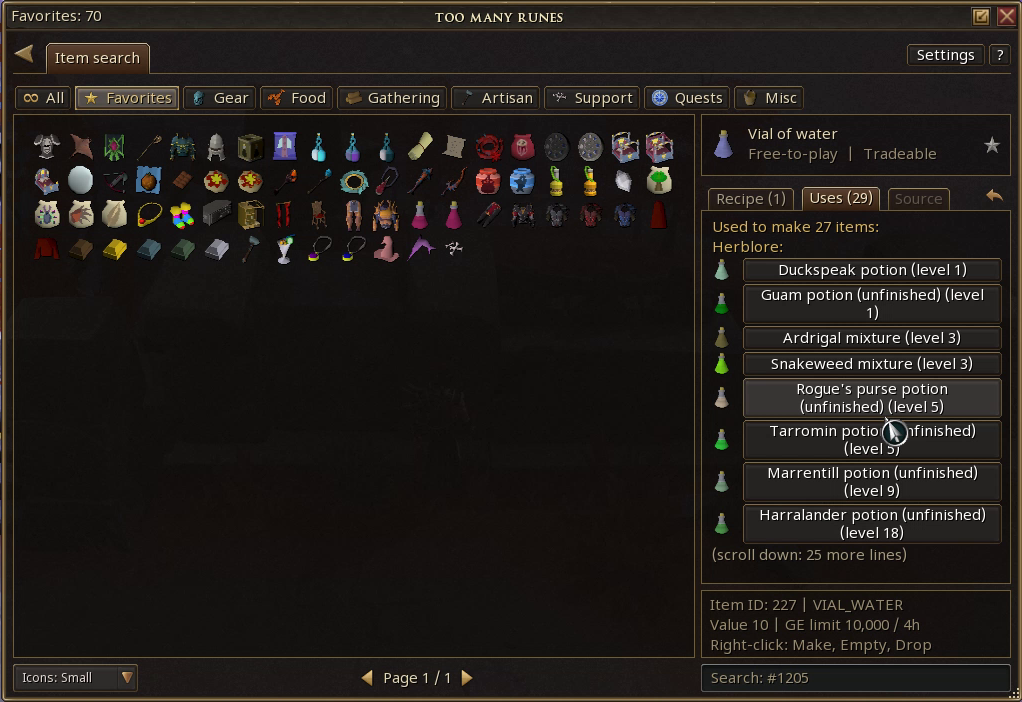 Favorites: 70
TOO MANY RUNES
Item search
Settings
?
All
Favorites
Gear
Food
Gathering
Artisan
Support
Quests
Misc
Vial of water
Free-to-play | Tradeable
Recipe (1)
Uses (29)
Source
Used to make 27 items:
Herblore:
Duckspeak potion (level 1)
Guam potion (unfinished) (level
1)
Ardrigal mixture (level 3)
Snakeweed mixture (level 3)
Rogue's purse potion
(unfinished) (level 5)
Tarromin potio nfinished)
(level 5)
Marrentill potion (unfinished)
(level 9)
Harralander potion (unfinished)
(level 18)
(scroll down: 25 more lines)
Item ID: 227 | VIAL_WATER
Value 10 | GE limit 10,000 / 4h
Right-click: Make, Empty, Drop
Icons: Small
Page 1 / 1
Search: #1205